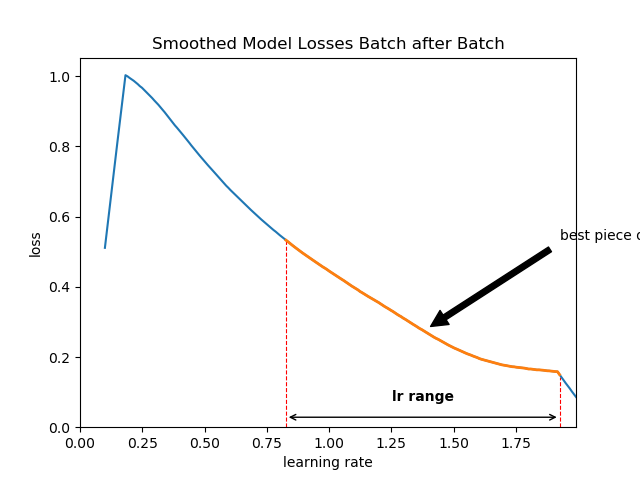 Smoothed Model Losses Batch after Batch
1.0
0.8
0.6
best piece
loss
0.4
0.2
lr range
0.0
0.00 0.25 0.50 0.75 1.00 1.25 1.50 1.75
learning rate